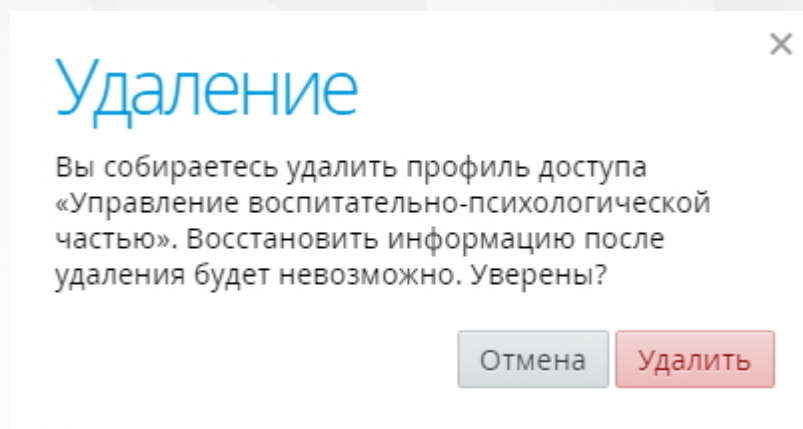 Удаление
Вы собираетесь удалить профиль доступа
«Управление воспитательно-психологической
частью». Восстановить информацию после
удаления будет невозможно. Уверены?
Отмена Удалить